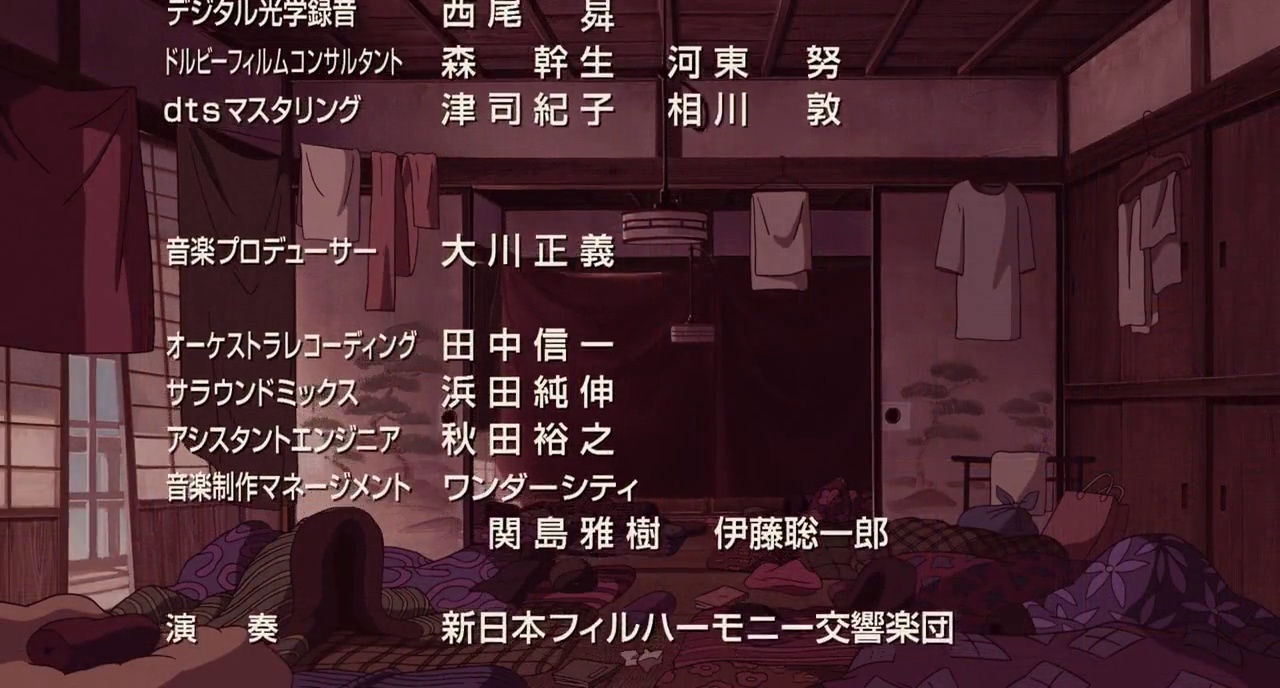 デジタル光学録音 西尾 曻
ドルビーフィルムコンサルタント 森 幹生 河東 努
dtsマスタリング 津司紀子 相川 敦
音楽プロデューサー 大川正義
オーケストラレコーディング 田中信一
サラウンドミックス 浜田純伸
アシスタントエンジニア 秋田裕之
音楽制作マネージメント ワンダーシティ
関島雅樹 伊藤聡一郎
演 奏 新日本フィルハーモニー交響楽団